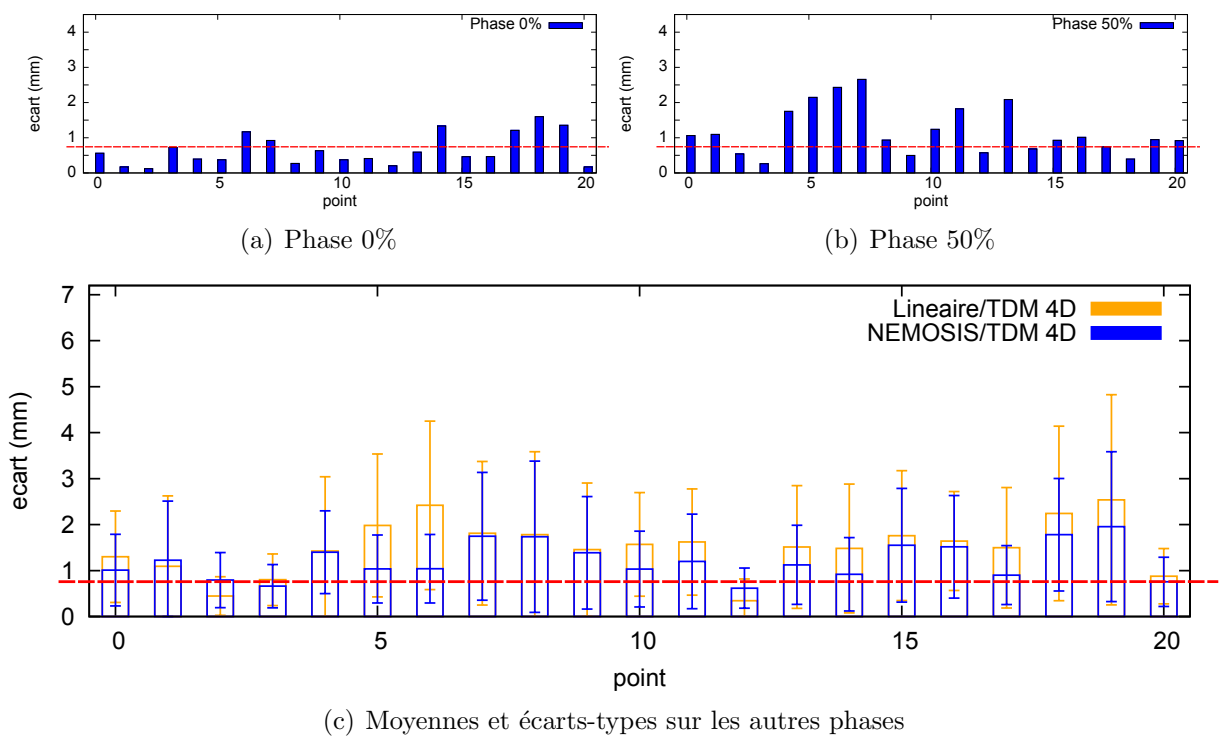 Phase 0%
4
3
2
1
0
ecart (mm)
0 5 10 15 20
point
(a) Phase 0%
Phase 50%
4
3
2
1
0
ecart (mm)
0 5 10 15 20
point
(b) Phase 50%
Lineaire/TDM 4D
NEMOSIS/TDM 4D
7
6
5
4
3
2
1
0
ecart (mm)
0 5 10 15 20
point
(c) Moyennes et écarts-types sur les autres phases